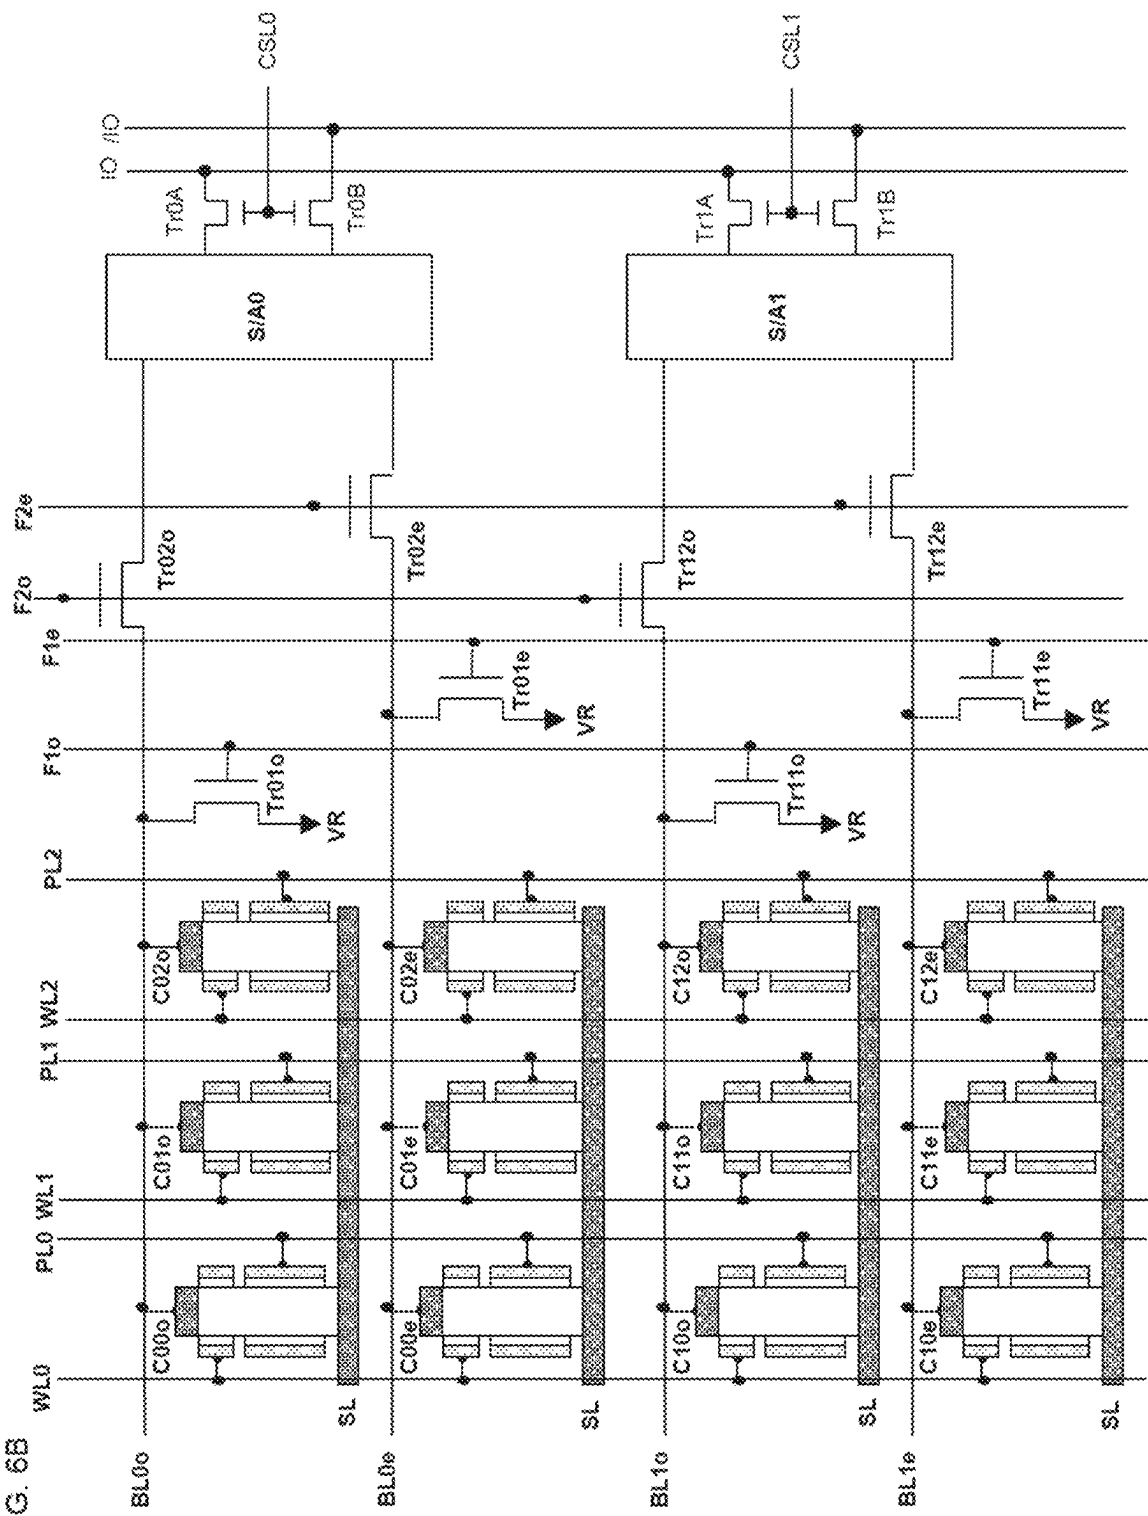 G. 6B
WL0
PL0
WL1
PL1
WL2
PL2
F1o
F1e
F2o
F2e
IO
/IO
BL0o
C00o
C01o
C02o
SL
Tr01o
VR
Tr02o
S/A0
Tr0A
Tr0B
CSL0
BL0e
C00e
C01e
C02e
SL
Tr01e
VR
Tr02e
BL1o
C10o
C11o
C12o
SL
Tr11o
VR
Tr12o
S/A1
Tr1A
Tr1B
CSL1
BL1e
C10e
C11e
C12e
SL
Tr11e
VR
Tr12e